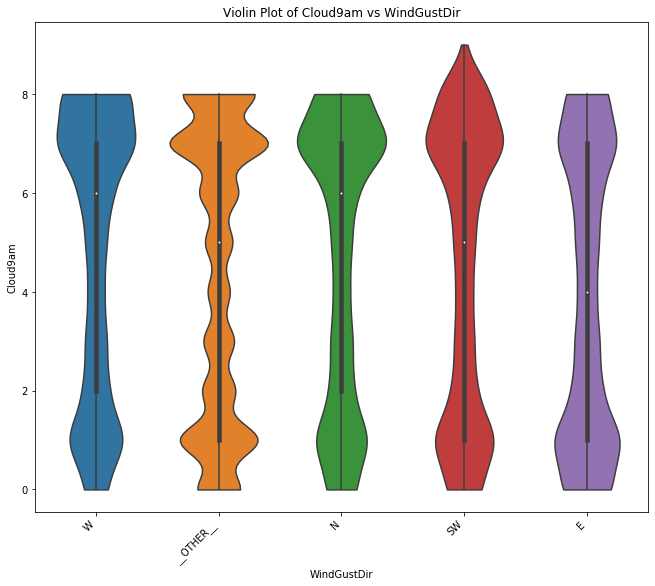 Violin Plot of Cloud9am vs WindGustDir
Cloud9am
8
6
4
2
0
W
__OTHER__
N
SW
E
WindGustDir